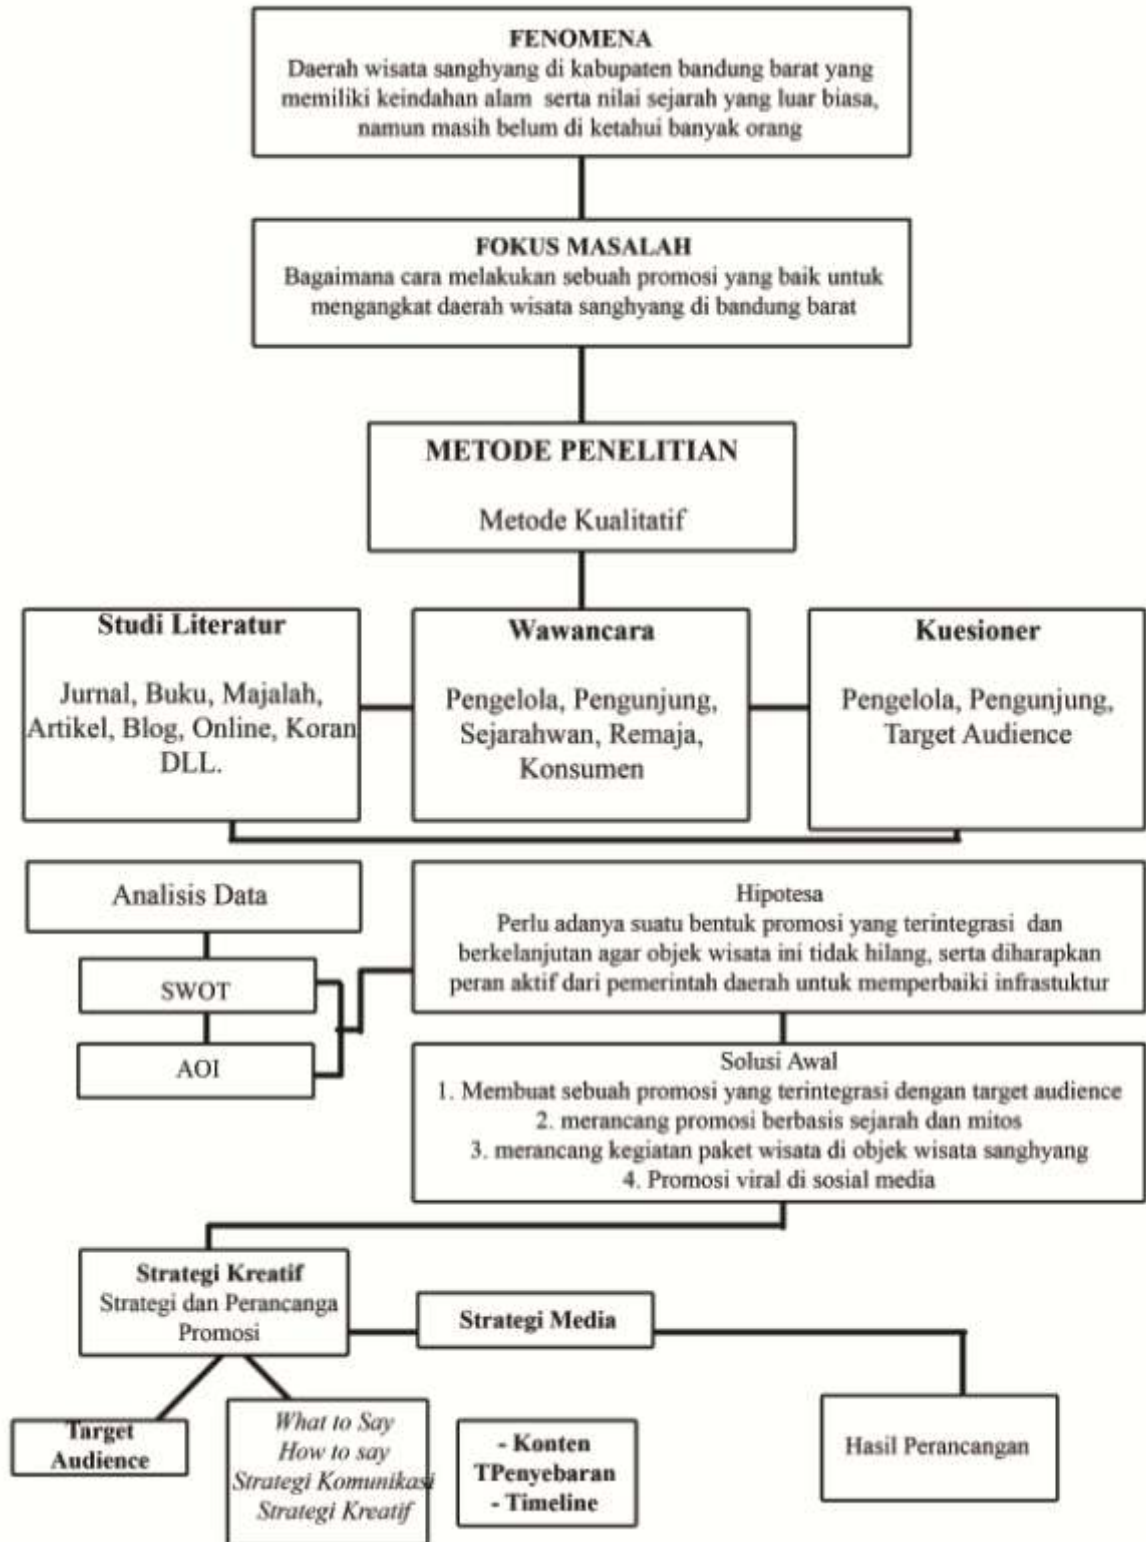 FENOMENA
Daerah wisata sanghyang di kabupaten bandung barat yang
memiliki keindahan alam serta nilai sejarah yang luar biasa,
namun masih belum di ketahui banyak orang
FOKUS MASALAH
Bagaimana cara melakukan sebuah promosi yang baik untuk
mengangkat daerah wisata sanghyang di bandung barat
METODE PENELITIAN
Metode Kualitatif
Studi Literatur
Jurnal, Buku, Majalah,
Artikel, Blog, Online, Koran
DLL.
Wawancara
Pengelola, Pengunjung,
Sejarahwan, Remaja,
Konsumen
Kuesioner
Pengelola, Pengunjung,
Target Audience
Analisis Data
SWOT
AOI
Hipotesa
Perlu adanya suatu bentuk promosi yang terintegrasi dan
berkelanjutan agar objek wisata ini tidak hilang, serta diharapkan
peran aktif dari pemerintah daerah untuk memperbaiki infrastuktur
Solusi Awal
1. Membuat sebuah promosi yang terintegrasi dengan target audience
2. merancang promosi berbasis sejarah dan mitos
3. merancang kegiatan paket wisata di objek wisata sanghyang
4. Promosi viral di sosial media
Strategi Kreatif
Strategi dan Perancanga
Promosi
Strategi Media
Target
Audience
What to Say
How to say
Strategi Komunikasi
Strategi Kreatif
- Konten
TPenyebaran
- Timeline
Hasil Perancangan